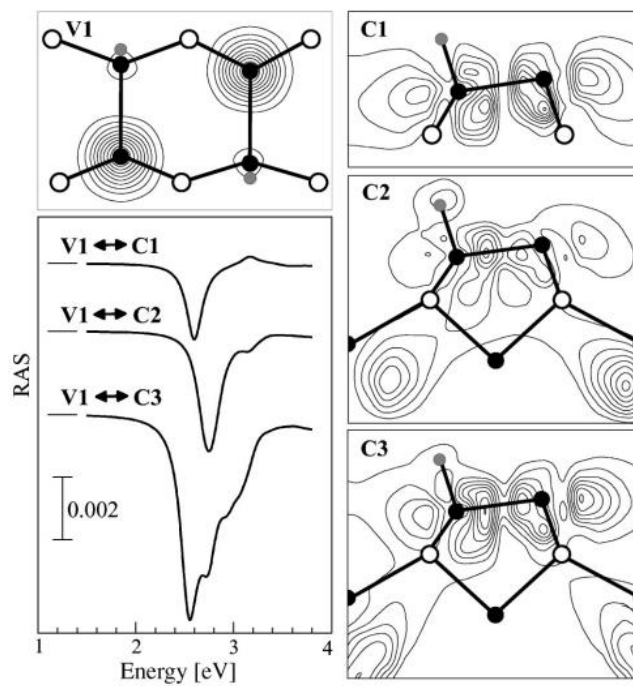 V1
C1
C2
C3
V1 ↔ C1
V1 ↔ C2
V1 ↔ C3
0.002
RAS
1 2 3 4
Energy [eV]